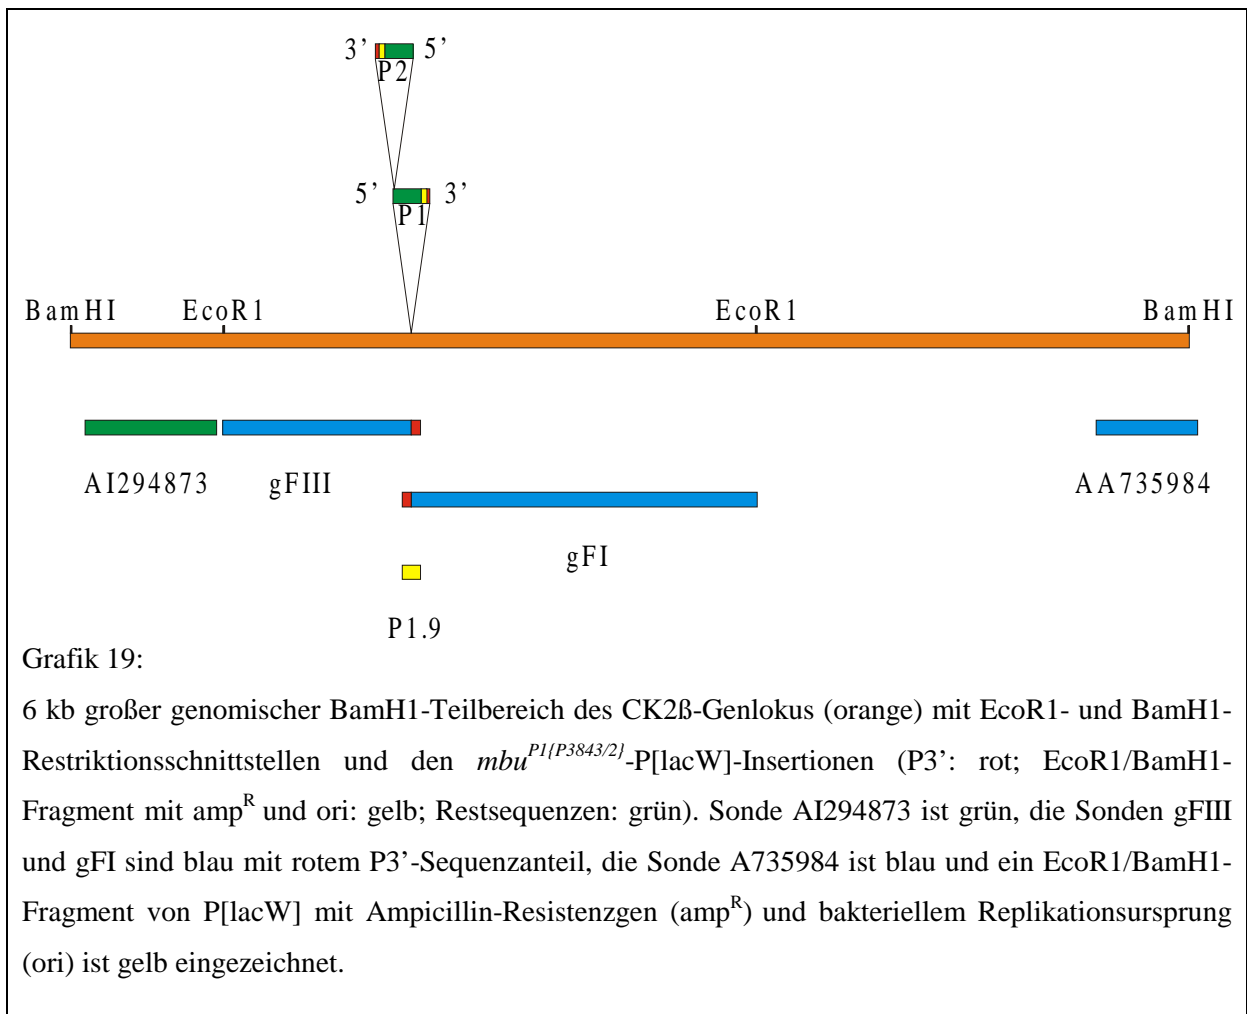 3’ 5’
P2
5’ 3’
P1
BamHI EcoR1 EcoR1 BamHI
AI294873 gFIII AA735984
gFI
P1.9
Grafik 19:
6 kb großer genomischer BamH1-Teilbereich des CK2ß-Genlokus (orange) mit EcoR1- und BamH1-
Restriktionsschnittstellen und den mbu^P1{P3843/2}-P[lacW]-Insertionen (P3’: rot; EcoR1/BamH1-
Fragment mit amp^R und ori: gelb; Restsequenzen: grün). Sonde AI294873 ist grün, die Sonden gFIII
und gFI sind blau mit rotem P3’-Sequenzanteil, die Sonde A735984 ist blau und ein EcoR1/BamH1-
Fragment von P[lacW] mit Ampicillin-Resistenzgen (amp^R) und bakteriellem Replikationsursprung
(ori) ist gelb eingezeichnet.